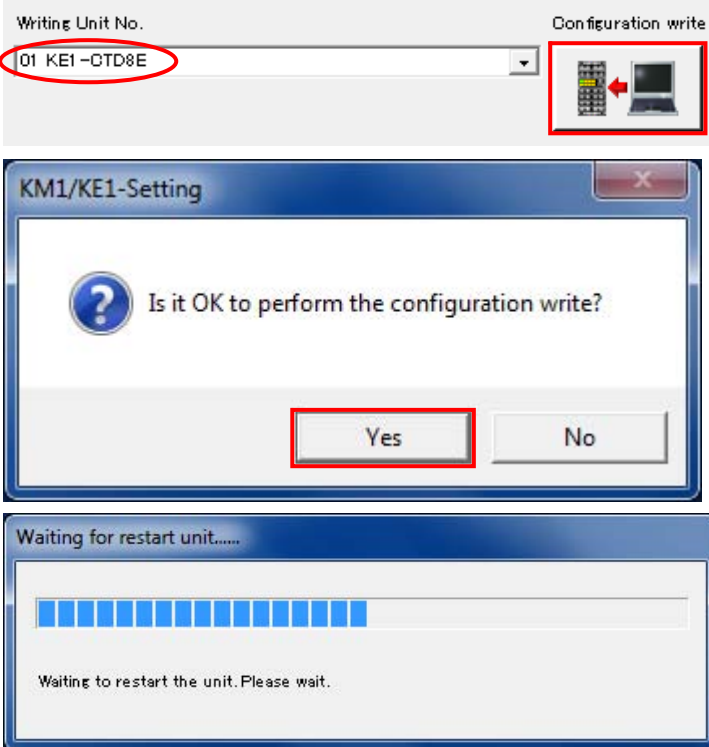 Writing Unit No.
Configuration write
01 KE1-CTD8E
KM1/KE1-Setting
Is it OK to perform the configuration write?
Yes
No
Waiting for restart unit......
Waiting to restart the unit.Please wait.